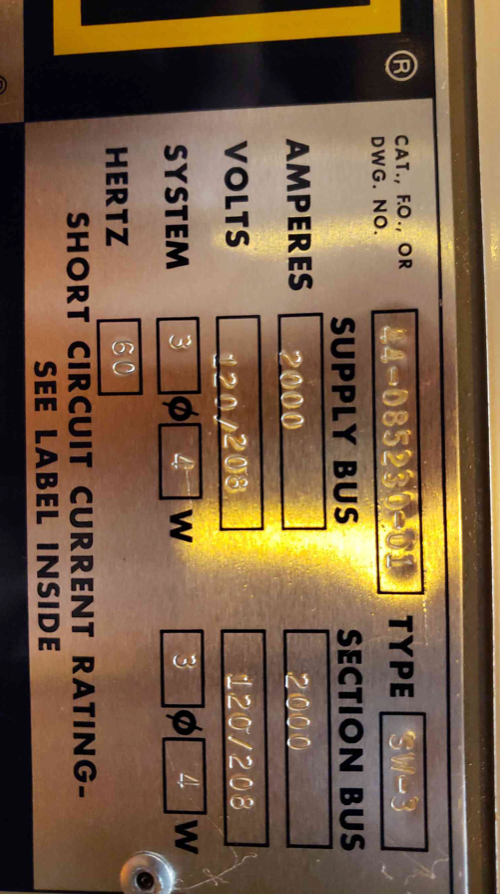 ®
CAT., F.O., OR
DWG. NO. 44-085230-01 TYPE SW-3
SUPPLY BUS SECTION BUS
AMPERES 2000 2000
VOLTS 120/208 120/208
SYSTEM 3 Ø 4 W 3 Ø 4 W
HERTZ 60
SHORT CIRCUIT CURRENT RATING-
SEE LABEL INSIDE